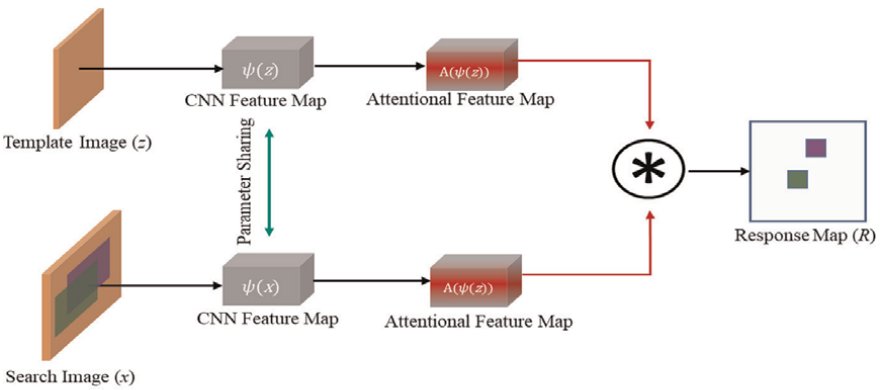 ψ(z)
A(ψ(z))
CNN Feature Map
Attentional Feature Map
Template Image (z)
Parameter Sharing
*
Response Map (R)
ψ(x)
A(ψ(z))
CNN Feature Map
Attentional Feature Map
Search Image (x)